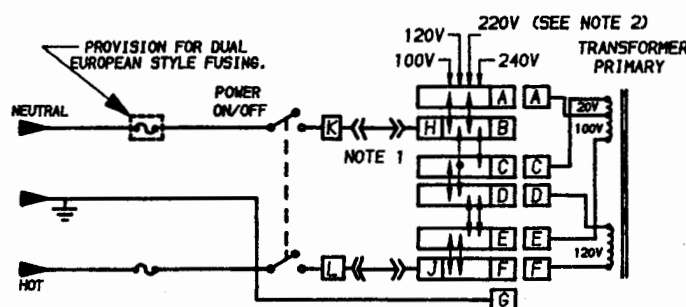 220V (SEE NOTE 2)
120V
100V
240V
TRANSFORMER
PRIMARY
PROVISION FOR DUAL
EUROPEAN STYLE FUSING.
POWER
ON/OFF
NEUTRAL
NOTE 1
HOT
K
L
H
B
A
A
C
C
D
D
E
E
J
F
F
G
20V
100V
120V